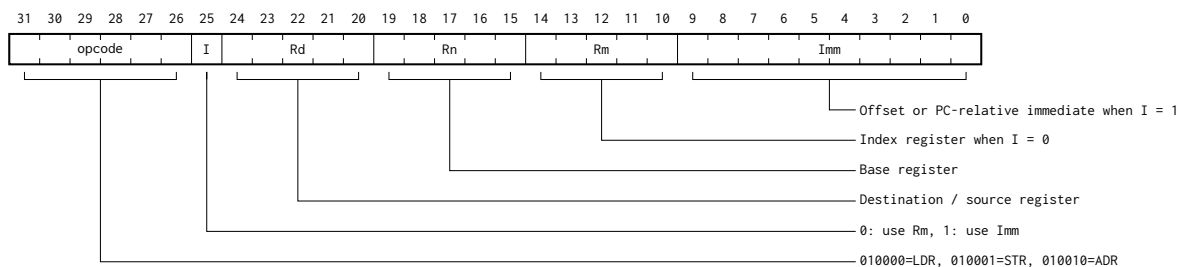 31 30 29 28 27 26 25 24 23 22 21 20 19 18 17 16 15 14 13 12 11 10 9 8 7 6 5 4 3 2 1 0
opcode I Rd Rn Rm Imm
Offset or PC-relative immediate when I = 1
Index register when I = 0
Base register
Destination / source register
0: use Rm, 1: use Imm
010000=LDR, 010001=STR, 010010=ADR